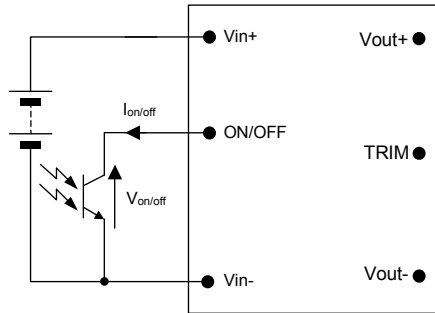 Vin+
Vout+
Ion/off
ON/OFF
TRIM
Von/off
Vin-
Vout-